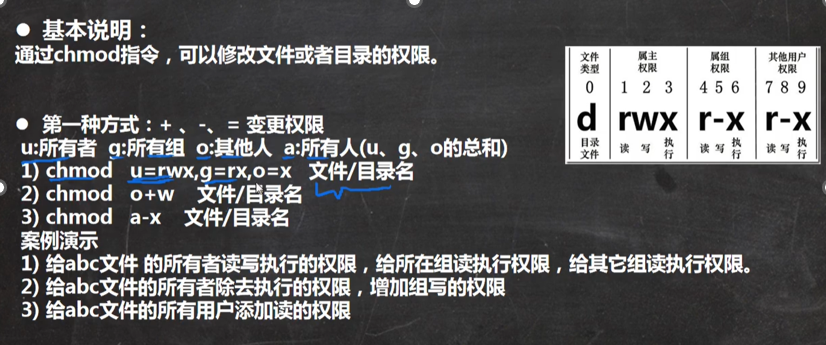 ● 基本说明：
通过chmod指令，可以修改文件或者目录的权限。
● 第一种方式：+ 、-、= 变更权限
u:所有者 g:所有组 o:其他人 a:所有人(u、g、o的总和)
1) chmod u=rwx,g=rx,o=x 文件/目录名
2) chmod o+w 文件/目录名
3) chmod a-x 文件/目录名
案例演示
1) 给abc文件 的所有者读写执行的权限，给所在组读执行权限，给其它组读执行权限。
2) 给abc文件的所有者除去执行的权限，增加组写的权限
3) 给abc文件的所有用户添加读的权限
文件类型 属主权限 属组权限 其他用户权限
0 1 2 3 4 5 6 7 8 9
d rwx r-x r-x
目录文件 读 写 执行 读 写 执行 读 写 执行